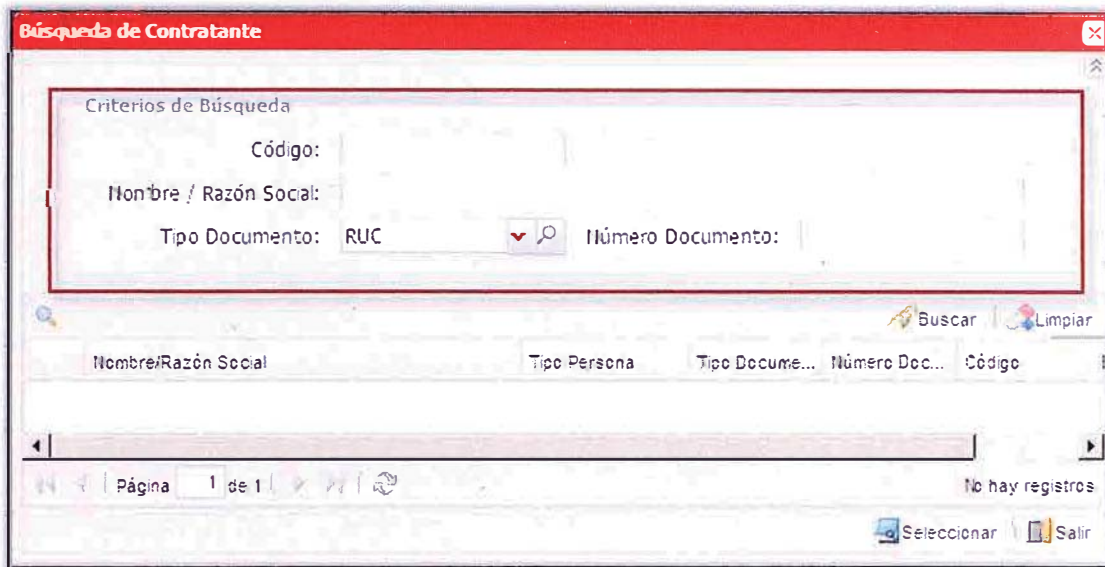 Búsqueda de Contratante
Criterios de Búsqueda
Código:
Nombre / Razón Social:
Tipo Documento: RUC Número Documento:
Buscar Limpiar
Nombre/Razón Social Tipo Persona Tipo Docume... Número Doc... Código
Página 1 de 1 No hay registros
Seleccionar Salir